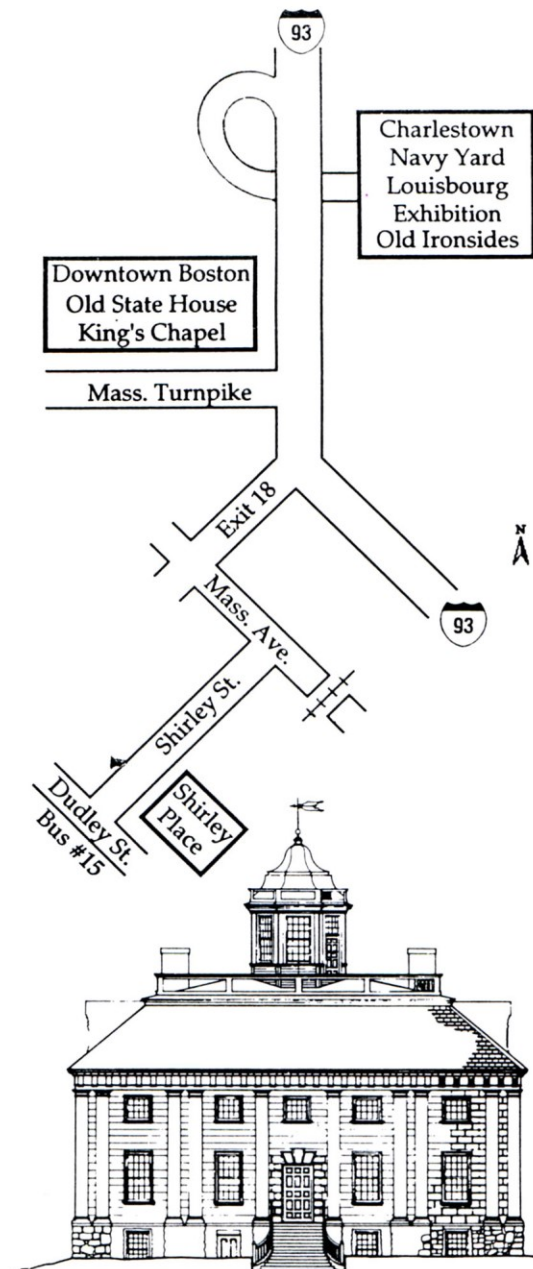 93
Charlestown
Navy Yard
Louisbourg
Exhibition
Old Ironsides
Downtown Boston
Old State House
King's Chapel
Mass. Turnpike
Exit 18
N
Mass. Ave.
93
Shirley St.
Shirley
Place
Dudley St.
Bus #15